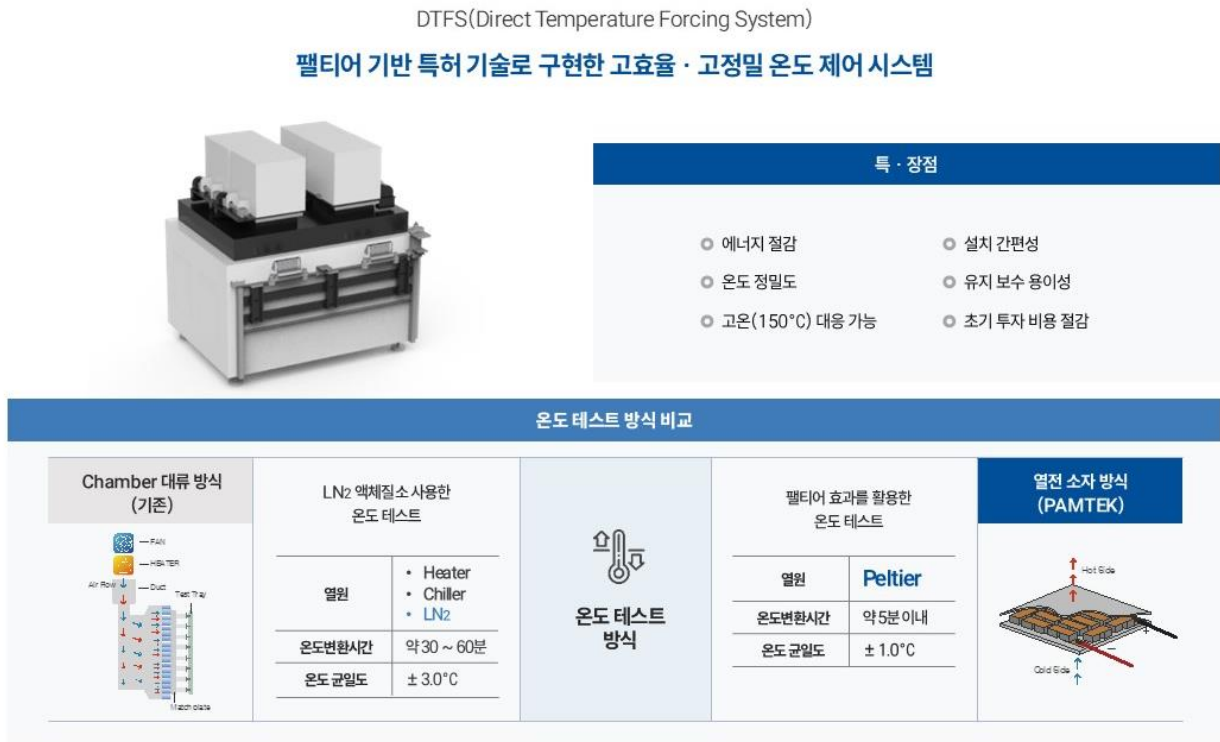 DTFS(Direct Temperature Forcing System)
팰티어 기반 특허 기술로 구현한 고효율 · 고정밀 온도 제어 시스템
특 · 장점
에너지 절감
설치 간편성
온도 정밀도
유지 보수 용이성
고온(150°C) 대응 가능
초기 투자 비용 절감
온도 테스트 방식 비교
Chamber 대류 방식
(기존)
FAN
HEATER
Air Flow
Duct
Test Tray
Match plate
LN2 액체질소 사용한
온도 테스트
열원
• Heater
• Chiller
• LN2
온도변환시간
약 30 ~ 60분
온도 균일도
± 3.0°C
온도 테스트
방식
팰티어 효과를 활용한
온도 테스트
열원
Peltier
온도변환시간
약 5분 이내
온도 균일도
± 1.0°C
열전 소자 방식
(PAMTEK)
Hot Side
+
−
Cold Side